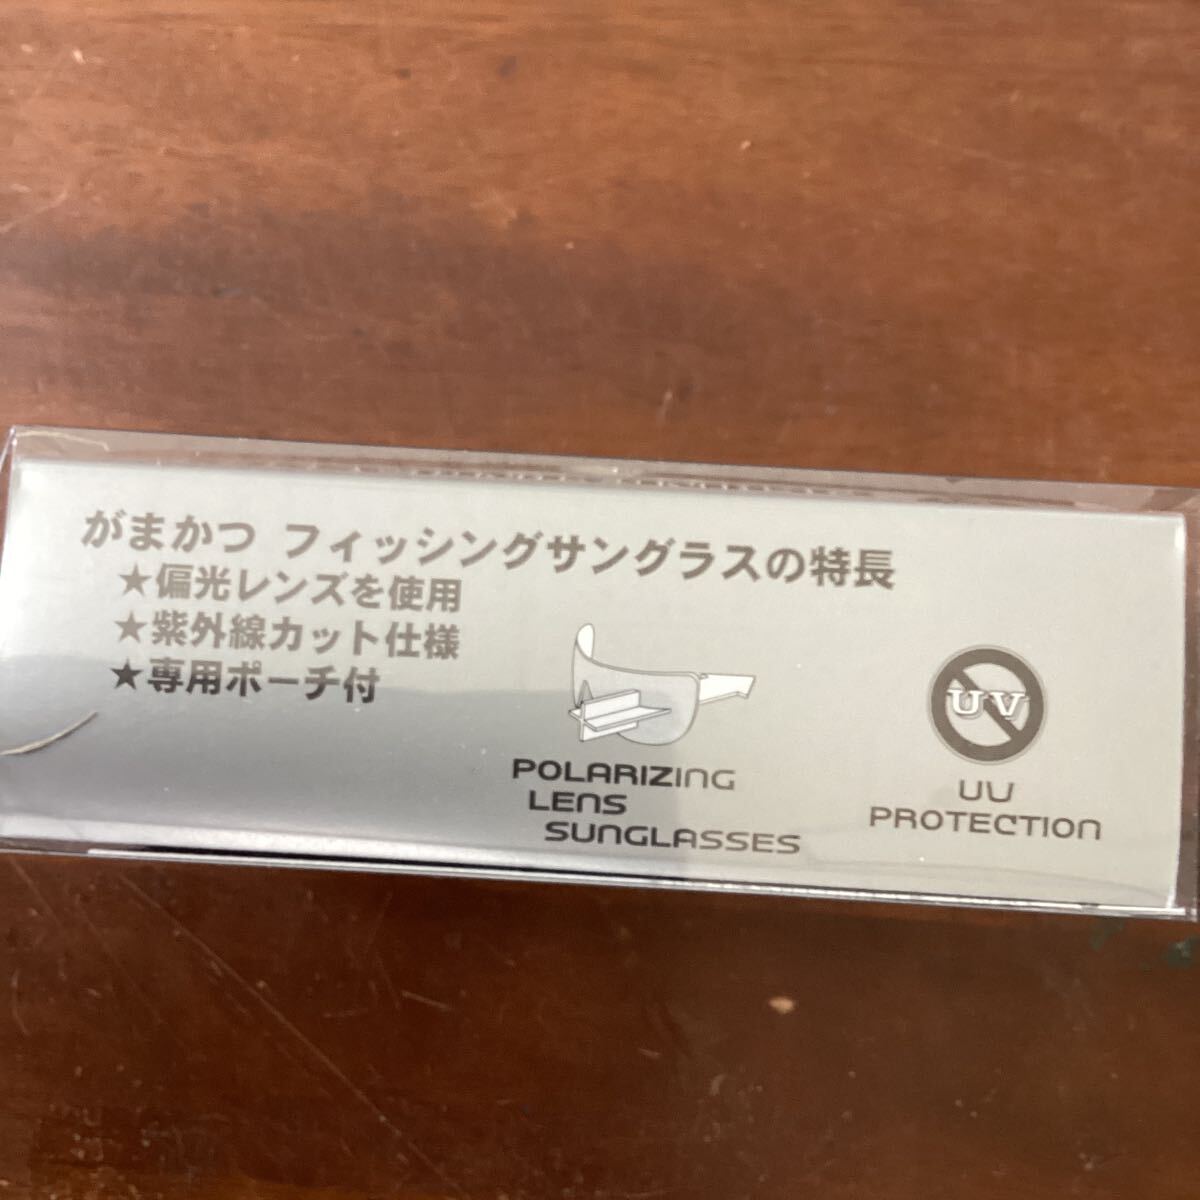 がまかつ フィッシングサングラスの特長
★偏光レンズを使用
★紫外線カット仕様
★専用ポーチ付
POLARIZING
LENS
SUNGLASSES
UV
UV
PROTECTION